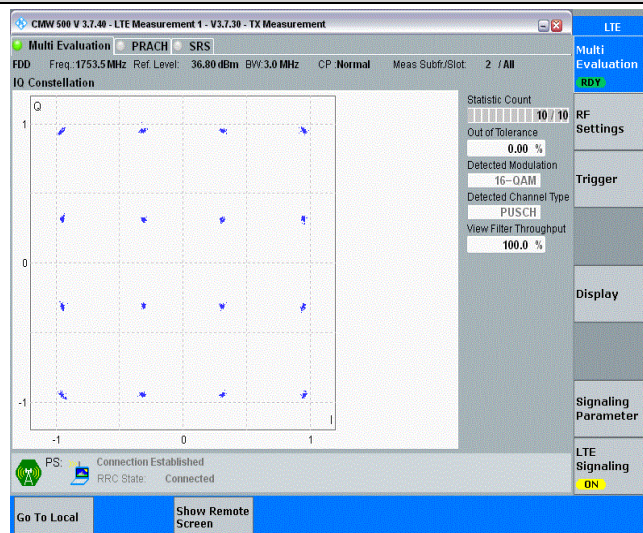 CMW 500 V 3.7.40 - LTE Measurement 1 - V3.7.30 - TX Measurement
LTE
Multi Evaluation PRACH SRS
FDD Freq.:1753.5 MHz Ref. Level: 36.80 dBm BW:3.0 MHz CP :Normal Meas Subfr./Slot: 2 / All
IQ Constellation
Q
1
0
-1
-1 0 1
I
Statistic Count
10 / 10
Out of Tolerance
0.00 %
Detected Modulation
16-QAM
Detected Channel Type
PUSCH
View Filter Throughput
100.0 %
PS: Connection Established
RRC State: Connected
Multi
Evaluation
RDY
RF
Settings
Trigger
Display
Signaling
Parameter
LTE
Signaling
ON
Go To Local
Show Remote
Screen